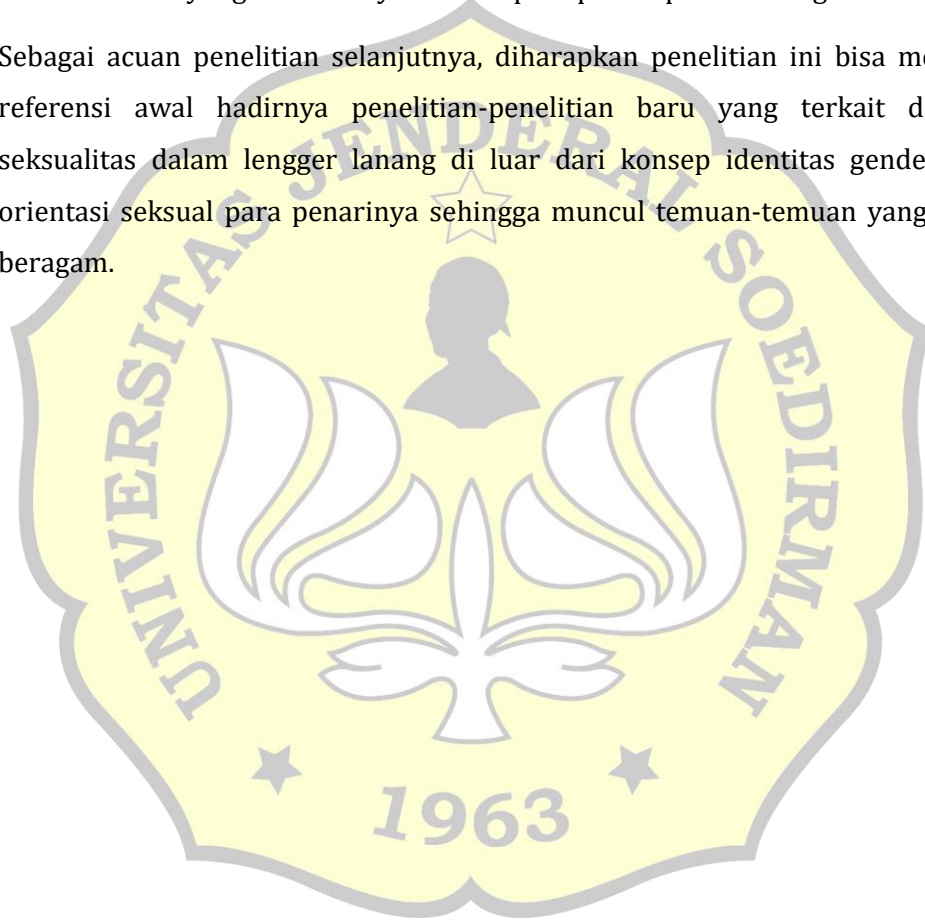 Sebagai acuan penelitian selanjutnya, diharapkan penelitian ini bisa
referensi awal hadirnya penelitian-penelitian baru yang terkait
seksualitas dalam lengger lanang di luar dari konsep identitas
orientasi seksual para penarinya sehingga muncul temuan-temuan yang
beragam.
UNIVERSITAS JENDERAL SOEDIRMAN
1963